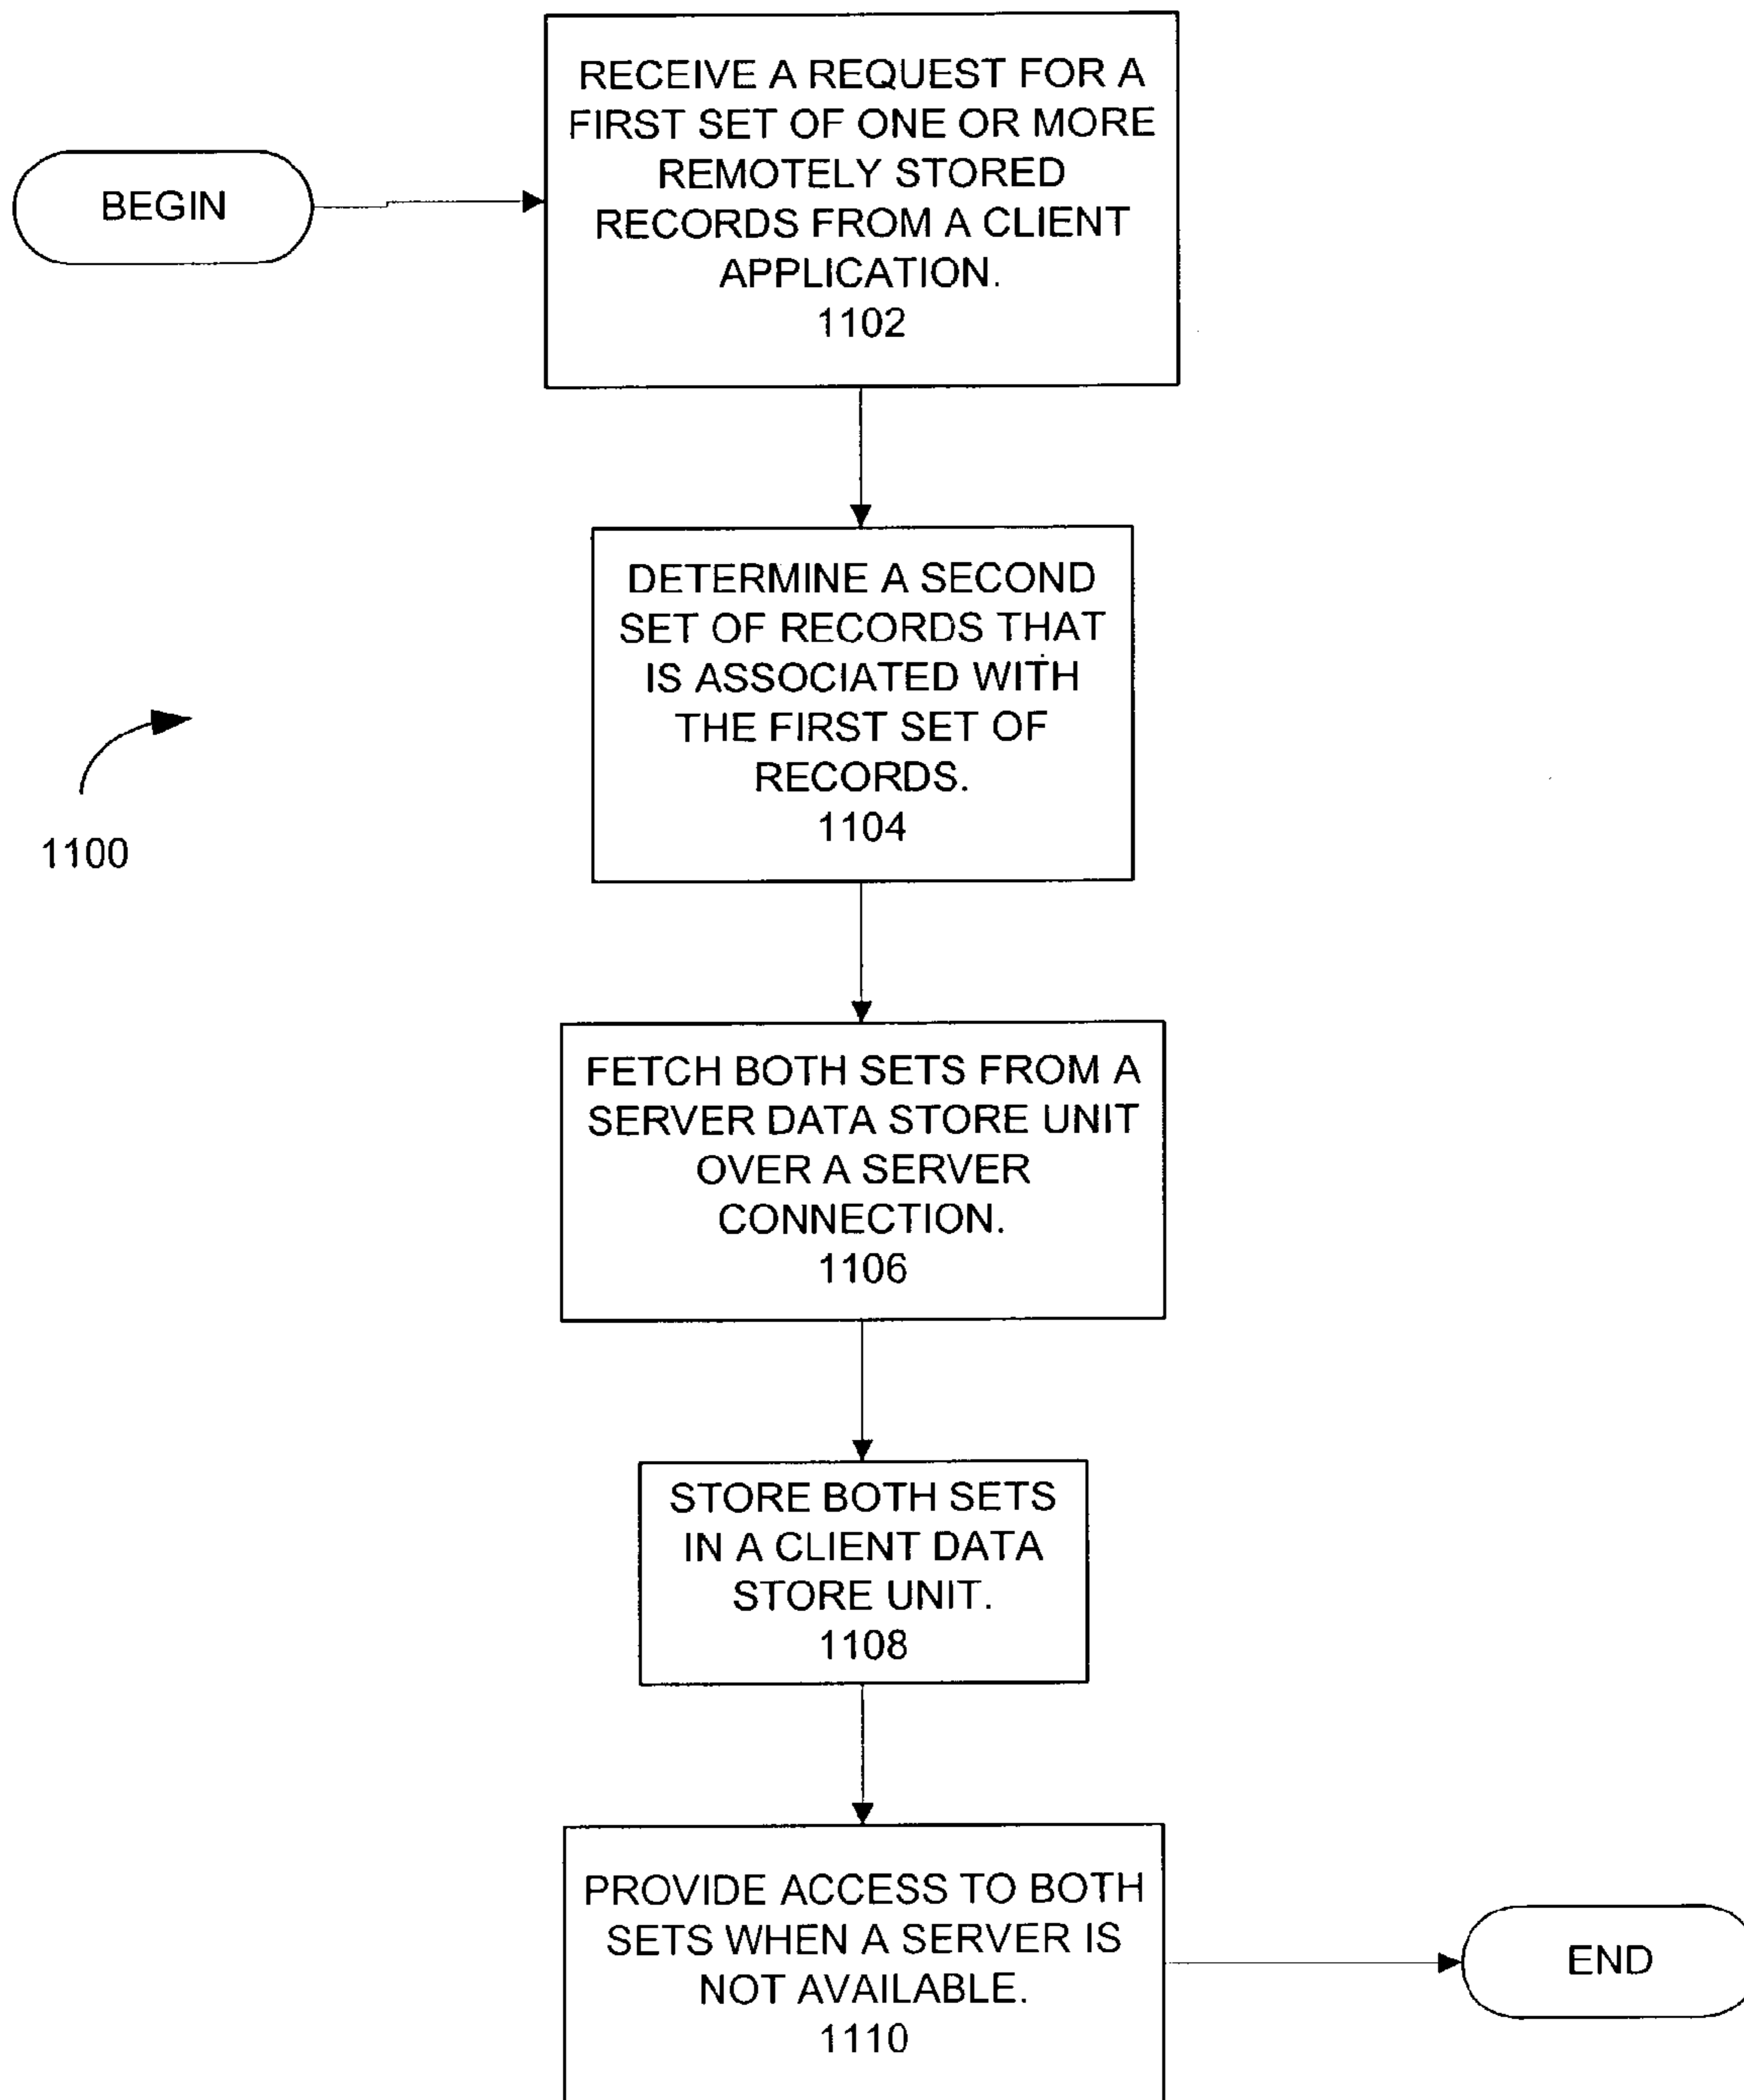 BEGIN
RECEIVE A REQUEST FOR A
FIRST SET OF ONE OR MORE
REMOTELY STORED
RECORDS FROM A CLIENT
APPLICATION.
1102
DETERMINE A SECOND
SET OF RECORDS THAT
IS ASSOCIATED WITH
THE FIRST SET OF
RECORDS.
1104
1100
FETCH BOTH SETS FROM A
SERVER DATA STORE UNIT
OVER A SERVER
CONNECTION.
1106
STORE BOTH SETS
IN A CLIENT DATA
STORE UNIT.
1108
PROVIDE ACCESS TO BOTH
SETS WHEN A SERVER IS
NOT AVAILABLE.
1110
END